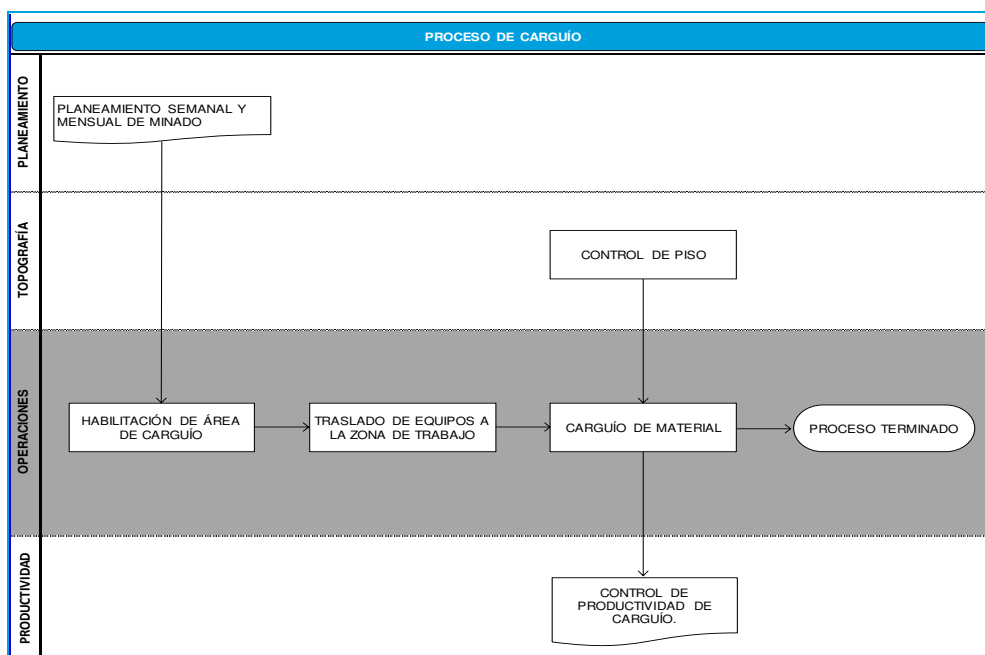 PROCESO DE CARGUÍO
PLANEAMIENTO
PLANEAMIENTO SEMANAL Y
MENSUAL DE MINADO
TOPOGRAFÍA
CONTROL DE PISO
OPERACIONES
HABILITACIÓN DE ÁREA
DE CARGUÍO
TRASLADO DE EQUIPOS A
LA ZONA DE TRABAJO
CARGUÍO DE MATERIAL
PROCESO TERMINADO
PRODUCTIVIDAD
CONTROL DE
PRODUCTIVIDAD DE
CARGUÍO.